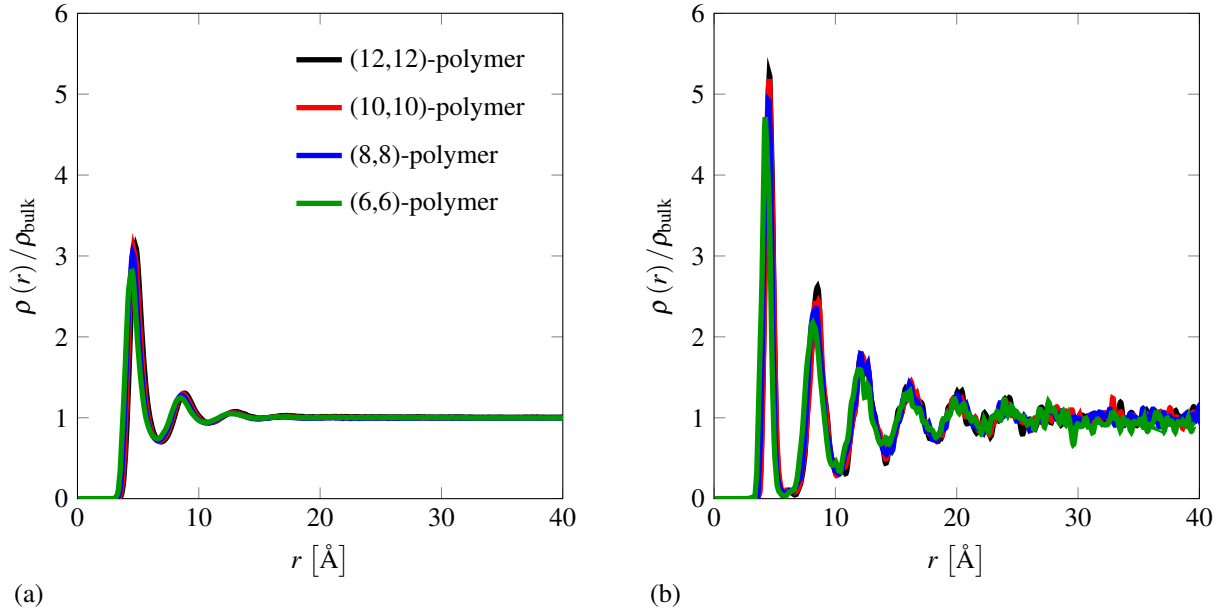 6
5
4
3
2
1
0
ρ (r) / ρbulk
(12,12)-polymer
(10,10)-polymer
(8,8)-polymer
(6,6)-polymer
0 10 20 30 40
r [Å]
(a)
6
5
4
3
2
1
0
ρ (r) / ρbulk
0 10 20 30 40
r [Å]
(b)